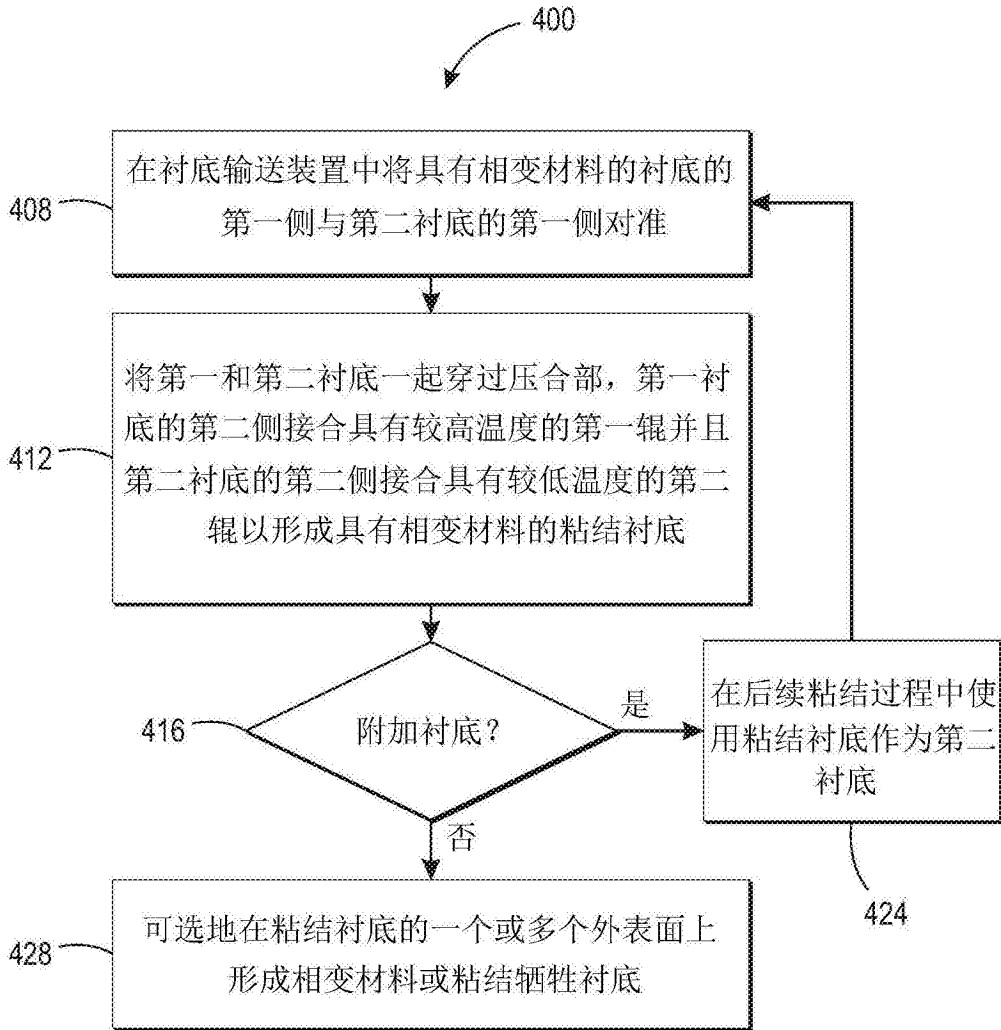 400
在衬底输送装置中将具有相变材料的衬底的
第一侧与第二衬底的第一侧对准
408
将第一和第二衬底一起穿过压合部，第一衬
底的第二侧接合具有较高温度的第一辊并且
第二衬底的第二侧接合具有较低温度的第二
辊以形成具有相变材料的粘结衬底
412
416
附加衬底？
是
在后续粘结过程中使
用粘结衬底作为第二
衬底
424
否
可选地在粘结衬底的一个或多个外表面上
形成相变材料或粘结牺牲衬底
428